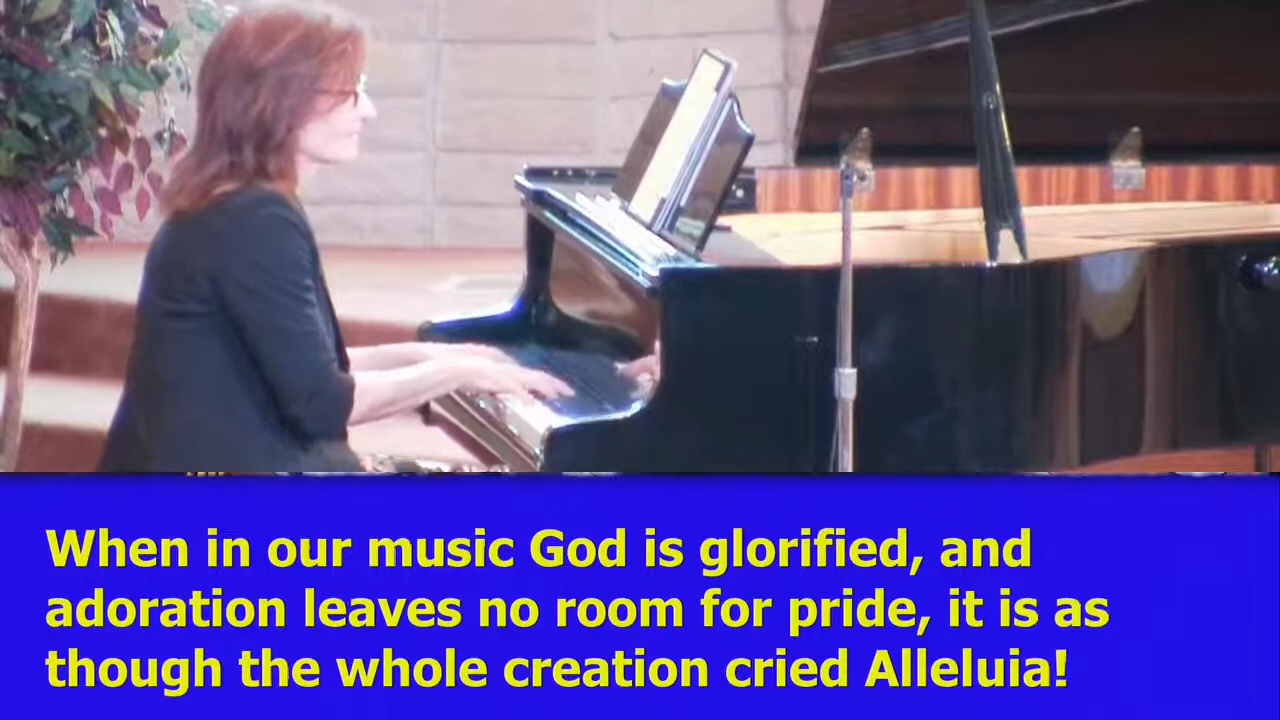 When in our music God is glorified, and
adoration leaves no room for pride, it is as
though the whole creation cried Alleluia!